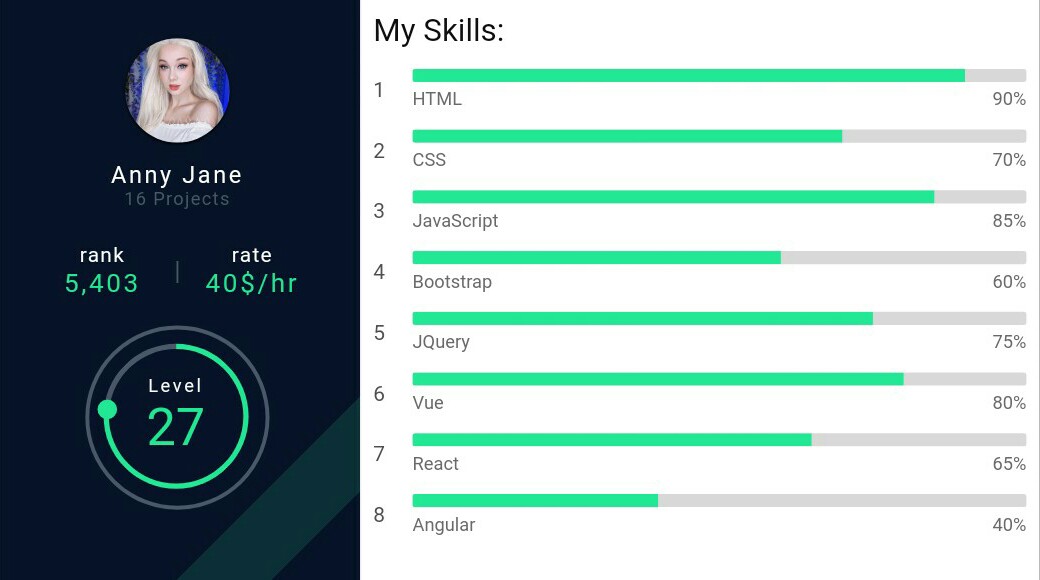 Anny Jane
16 Projects
rank
5,403
|
rate
40$/hr
Level
27
My Skills:
1
HTML 90%
2
CSS 70%
3
JavaScript 85%
4
Bootstrap 60%
5
JQuery 75%
6
Vue 80%
7
React 65%
8
Angular 40%